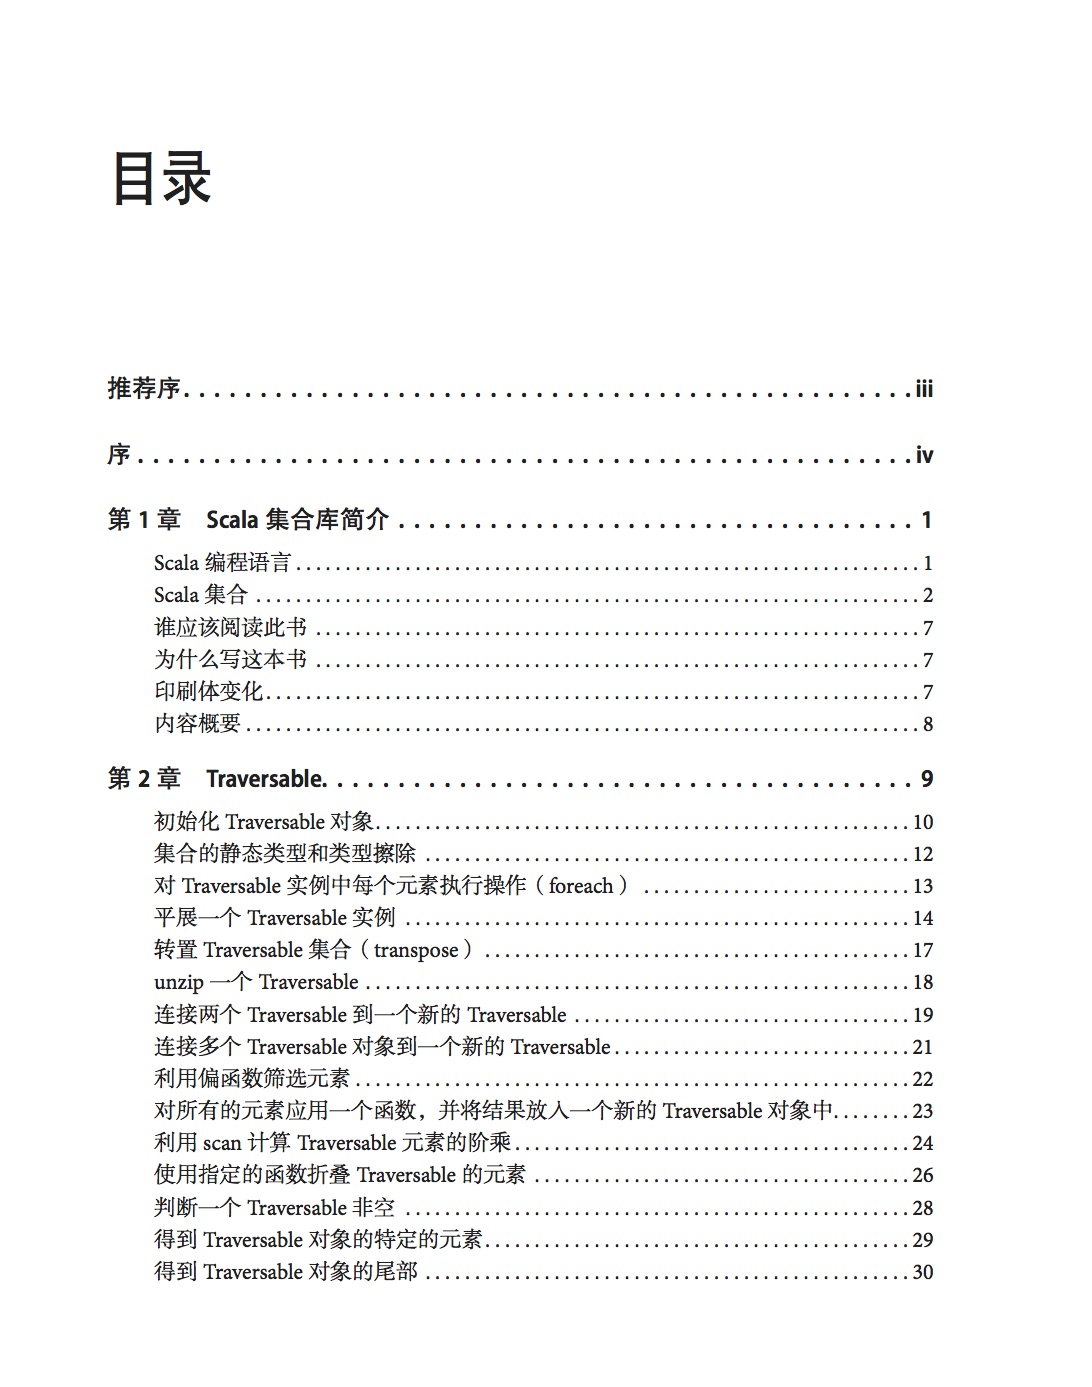 目录
推荐序. . . . . . . . . . . . . . . . . . . . . . . . . . . . . . . . . . . . . . . . . . . . . . . . iii
序 . . . . . . . . . . . . . . . . . . . . . . . . . . . . . . . . . . . . . . . . . . . . . . . . . . . iv
第 1 章 Scala 集合库简介 . . . . . . . . . . . . . . . . . . . . . . . . . . . . . . . . . . 1
Scala 编程语言 . . . . . . . . . . . . . . . . . . . . . . . . . . . . . . . . . . . . . . . . 1
Scala 集合 . . . . . . . . . . . . . . . . . . . . . . . . . . . . . . . . . . . . . . . . . . . 2
谁应该阅读此书 . . . . . . . . . . . . . . . . . . . . . . . . . . . . . . . . . . . . . . . 7
为什么写这本书 . . . . . . . . . . . . . . . . . . . . . . . . . . . . . . . . . . . . . . . 7
印刷体变化. . . . . . . . . . . . . . . . . . . . . . . . . . . . . . . . . . . . . . . . . . . 7
内容概要 . . . . . . . . . . . . . . . . . . . . . . . . . . . . . . . . . . . . . . . . . . . . 8
第 2 章 Traversable. . . . . . . . . . . . . . . . . . . . . . . . . . . . . . . . . . . . . . . 9
初始化 Traversable 对象. . . . . . . . . . . . . . . . . . . . . . . . . . . . . . . . . . 10
集合的静态类型和类型擦除 . . . . . . . . . . . . . . . . . . . . . . . . . . . . . . . 12
对 Traversable 实例中每个元素执行操作（foreach） . . . . . . . . . . . . . . . . . 13
平展一个 Traversable 实例 . . . . . . . . . . . . . . . . . . . . . . . . . . . . . . . . 14
转置 Traversable 集合（transpose）. . . . . . . . . . . . . . . . . . . . . . . . . . . 17
unzip 一个 Traversable . . . . . . . . . . . . . . . . . . . . . . . . . . . . . . . . . . . 18
连接两个 Traversable 到一个新的 Traversable . . . . . . . . . . . . . . . . . . . . . 19
连接多个 Traversable 对象到一个新的 Traversable. . . . . . . . . . . . . . . . . . . 21
利用偏函数筛选元素 . . . . . . . . . . . . . . . . . . . . . . . . . . . . . . . . . . . . 22
对所有的元素应用一个函数，并将结果放入一个新的 Traversable 对象中. . . . . . . 23
利用 scan 计算 Traversable 元素的阶乘 . . . . . . . . . . . . . . . . . . . . . . . . . 24
使用指定的函数折叠 Traversable 的元素 . . . . . . . . . . . . . . . . . . . . . . . . 26
判断一个 Traversable 非空 . . . . . . . . . . . . . . . . . . . . . . . . . . . . . . . . 28
得到 Traversable 对象的特定的元素. . . . . . . . . . . . . . . . . . . . . . . . . . . 29
得到 Traversable 对象的尾部 . . . . . . . . . . . . . . . . . . . . . . . . . . . . . . . 30